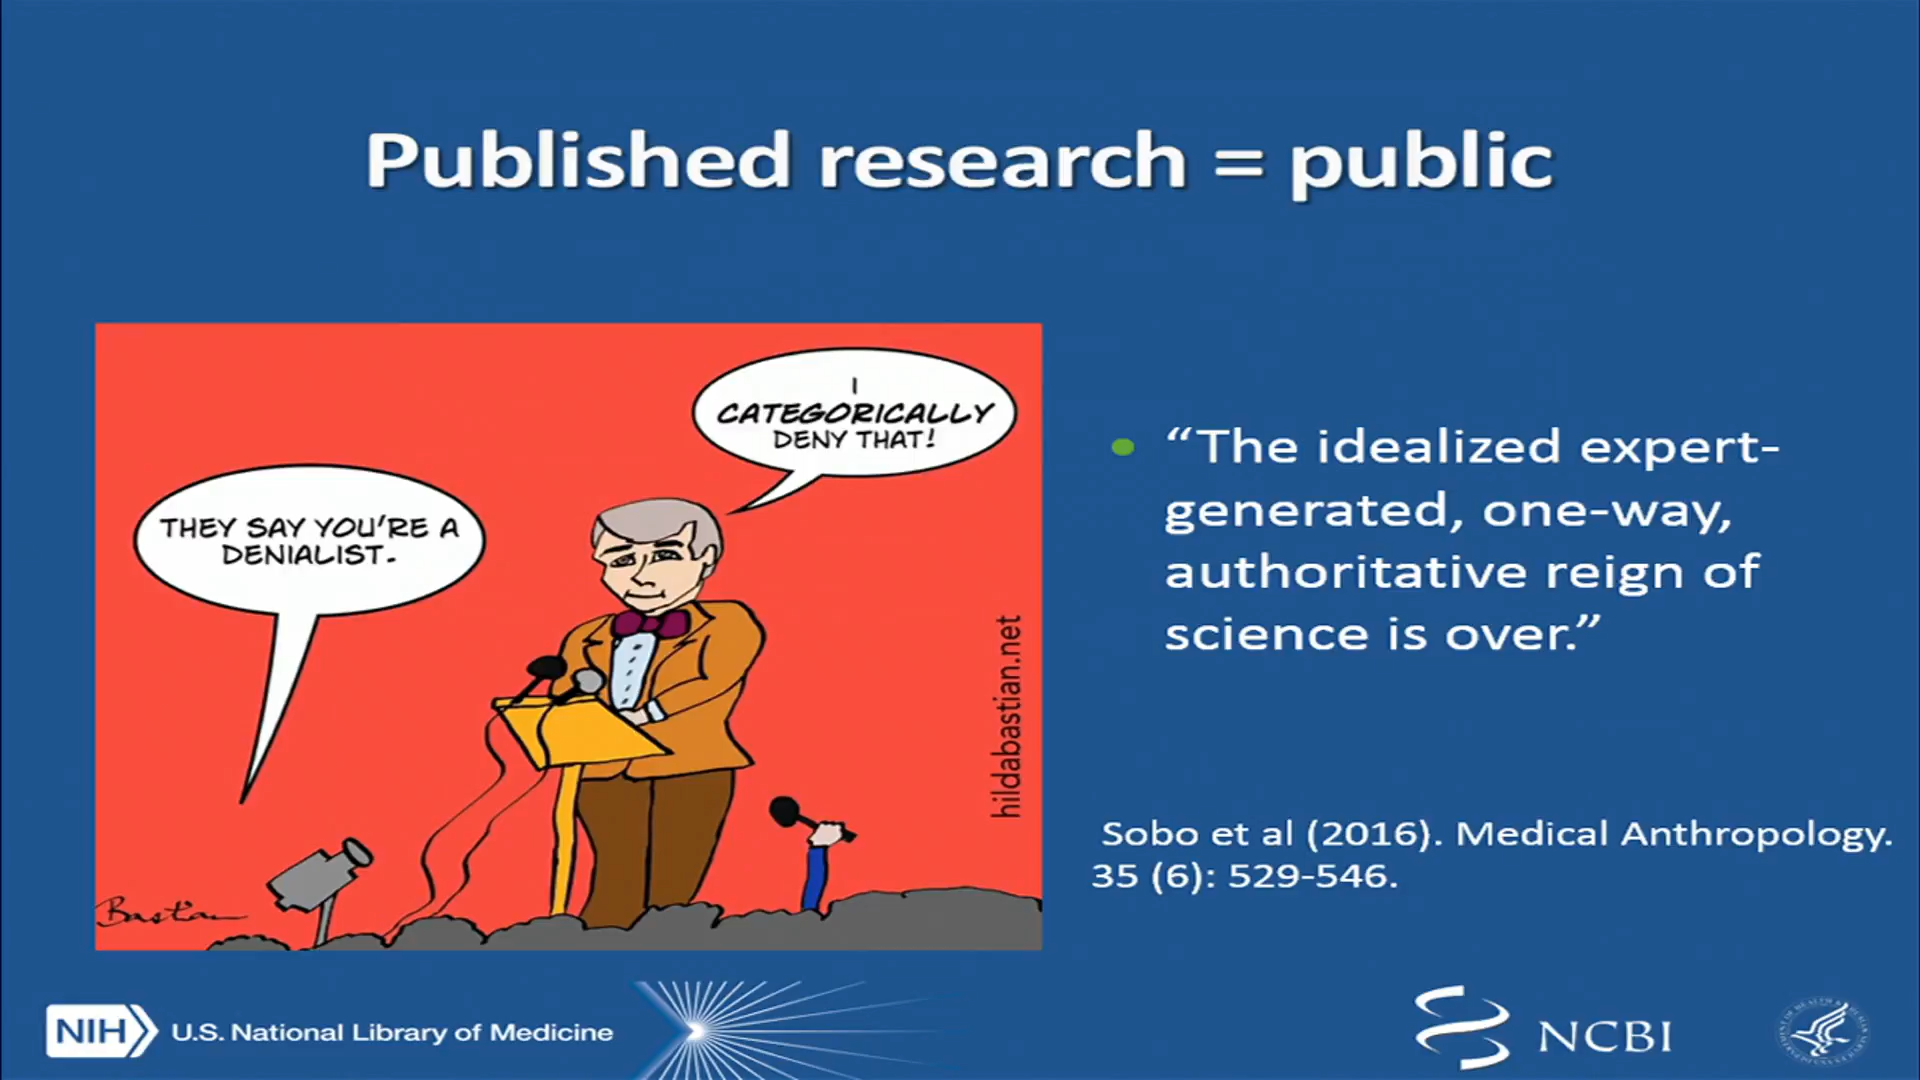 Published research = public
I
CATEGORICALLY
DENY THAT!
THEY SAY YOU'RE A
DENIALIST.
hildabastian.net
Bastian
• “The idealized expert-
generated, one-way,
authoritative reign of
science is over.”
Sobo et al (2016). Medical Anthropology.
35 (6): 529-546.
NIH U.S. National Library of Medicine
NCBI